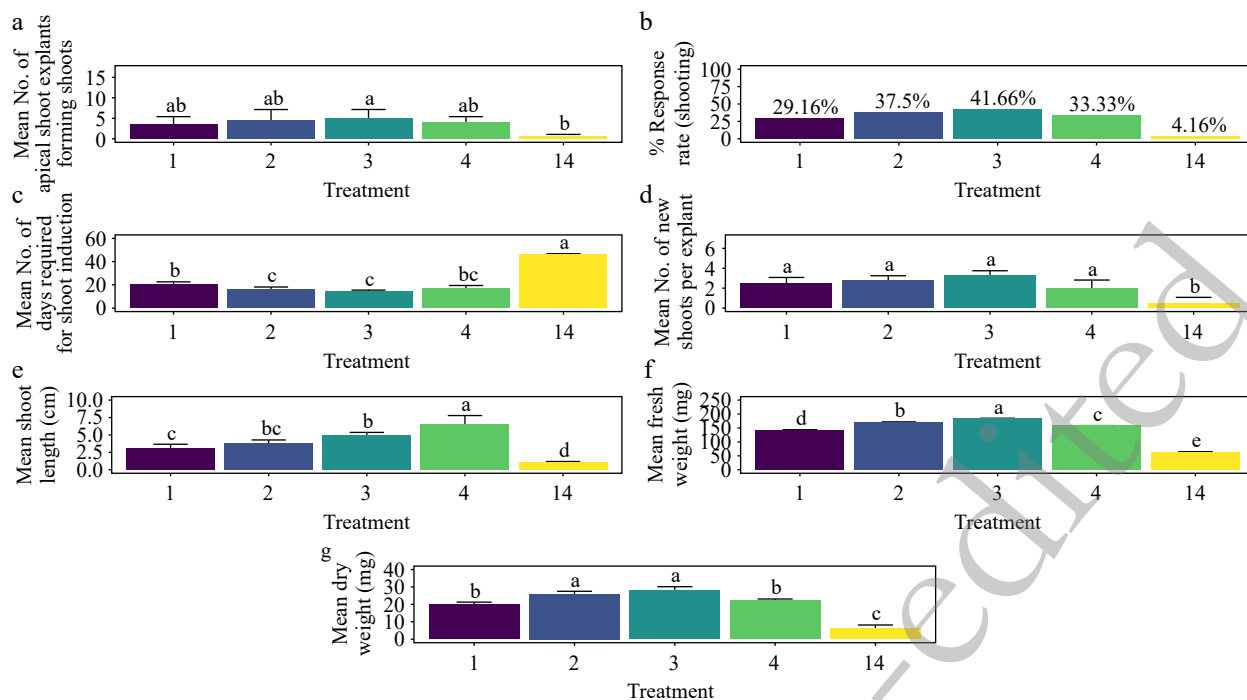 a
Mean No. of
apical shoot explants
forming shoots
15
10
5
0
ab
ab
a
ab
b
1
2
3
4
14
Treatment
b
% Response
rate (shooting)
100
75
50
25
0
29.16%
37.5%
41.66%
33.33%
4.16%
1
2
3
4
14
Treatment
c
Mean No. of
days required
for shoot induction
60
40
20
0
b
c
c
bc
a
1
2
3
4
14
Treatment
d
Mean No. of new
shoots per explant
6
4
2
0
a
a
a
a
b
1
2
3
4
14
Treatment
e
Mean shoot
length (cm)
10.0
7.5
5.0
2.5
0.0
c
bc
b
a
d
1
2
3
4
14
Treatment
f
Mean fresh
weight (mg)
250
200
150
100
50
0
d
b
a
c
e
1
2
3
4
14
Treatment
g
Mean dry
weight (mg)
40
30
20
10
0
b
a
a
b
c
1
2
3
4
14
Treatment
-edited